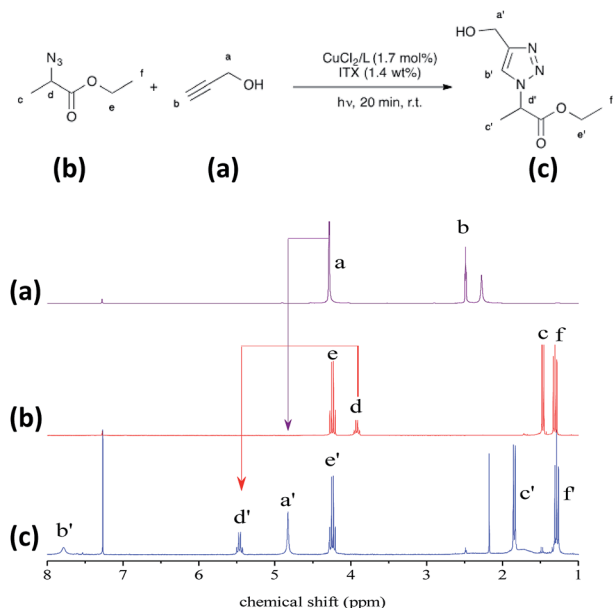 a'
HO
N
N
N
b'
d'
O
f'
c'
O
e'
N3
O
f
c
d
O
e
+
a
b
OH
CuCl2/L (1.7 mol%)
ITX (1.4 wt%)
hν, 20 min, r.t.
(b)
(a)
(c)
(a)
a
b
(b)
e
d
c
f
(c)
b'
d'
a'
e'
c'
f'
8 7 6 5 4 3 2 1
chemical shift (ppm)